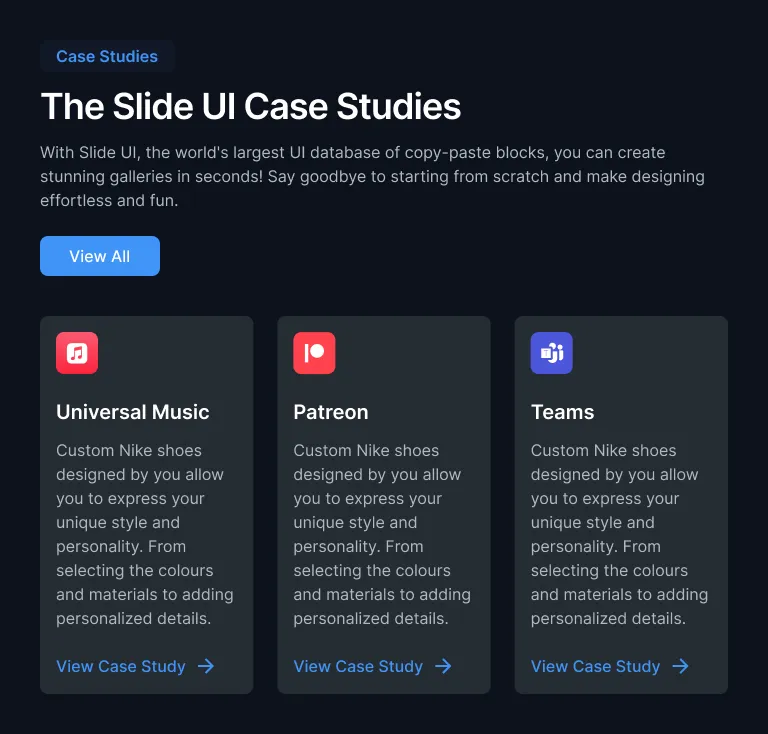 Case Studies
The Slide UI Case Studies
With Slide UI, the world's largest UI database of copy-paste blocks, you can create
stunning galleries in seconds! Say goodbye to starting from scratch and make designing
effortless and fun.
View All
Universal Music
Custom Nike shoes
designed by you allow
you to express your
unique style and
personality. From
selecting the colours
and materials to adding
personalized details.
View Case Study
Patreon
Custom Nike shoes
designed by you allow
you to express your
unique style and
personality. From
selecting the colours
and materials to adding
personalized details.
View Case Study
Teams
Custom Nike shoes
designed by you allow
you to express your
unique style and
personality. From
selecting the colours
and materials to adding
personalized details.
View Case Study